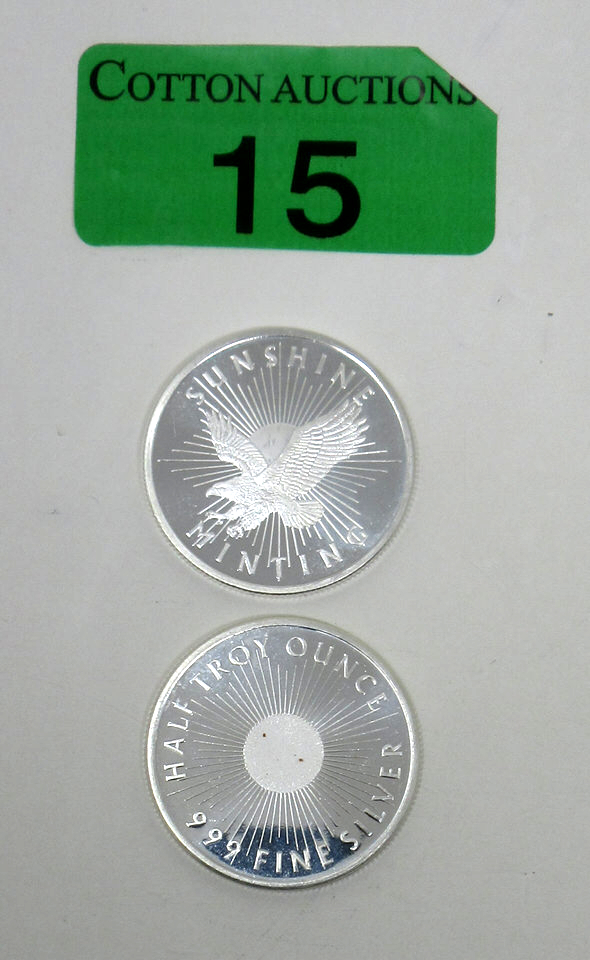 COTTON AUCTIONS
15
SUNSHINE
MINTING
HALF TROY OUNCE
999 FINE SILVER